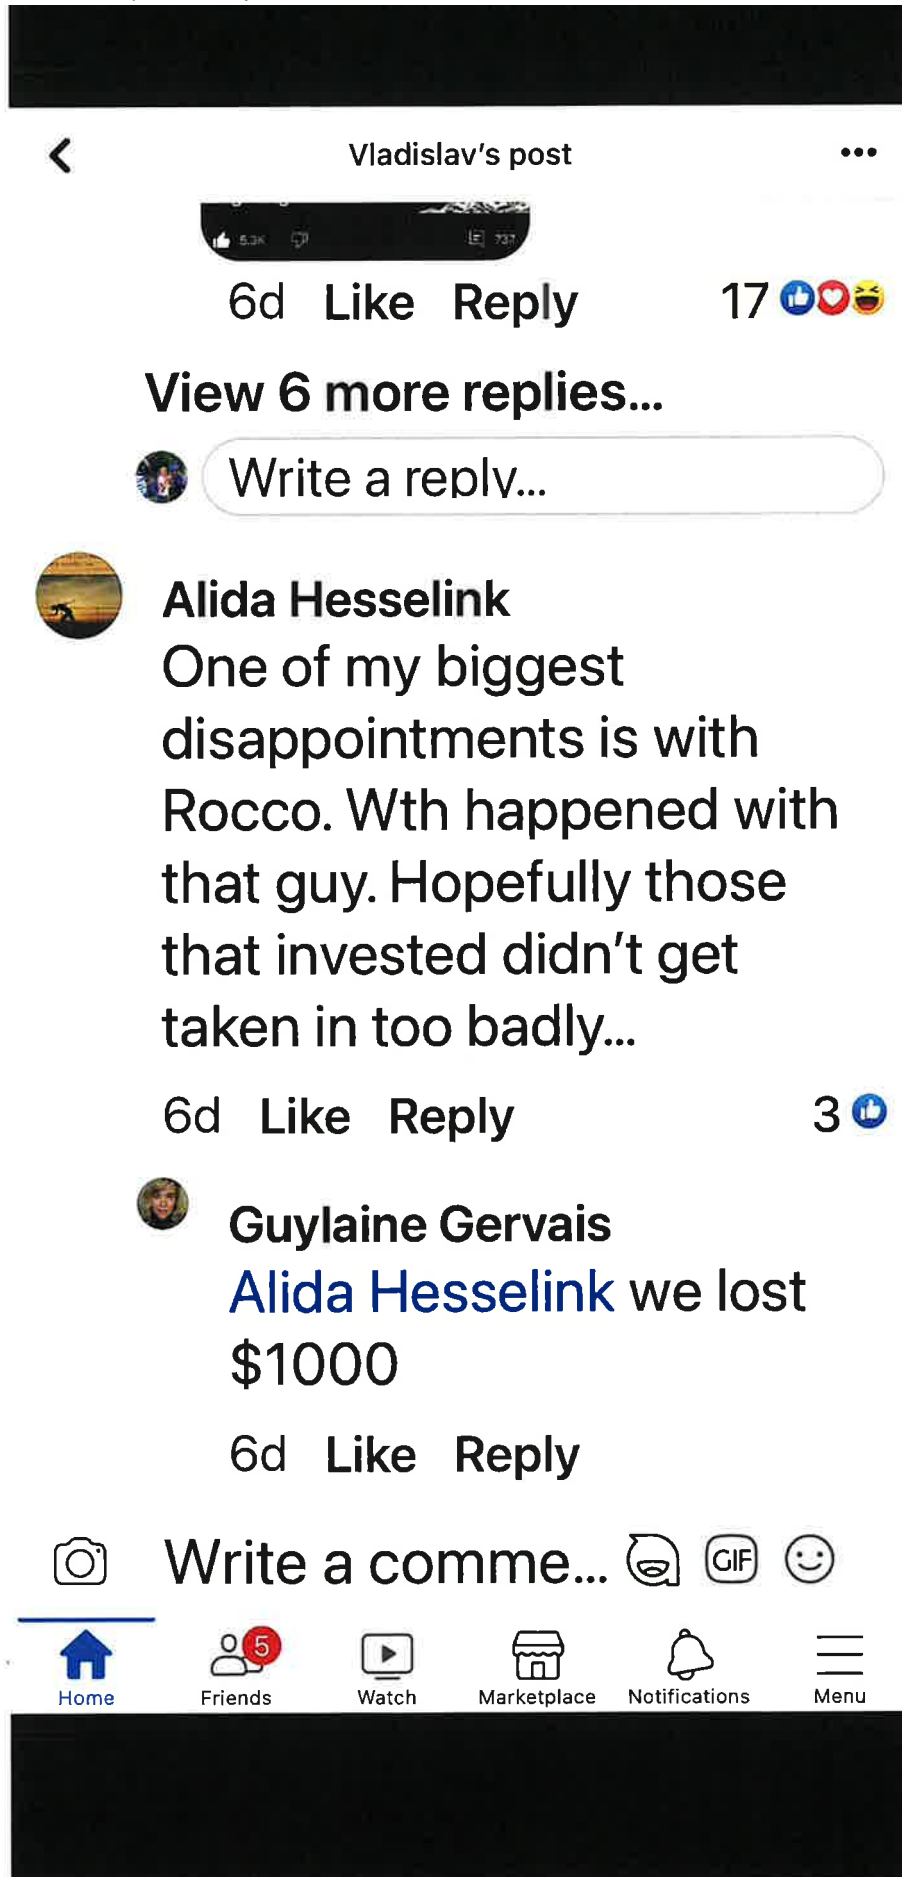 Vladislav's post
5.3K 737
6d Like Reply 17
View 6 more replies...
Write a reply...
Alida Hesselink
One of my biggest
disappointments is with
Rocco. Wth happened with
that guy. Hopefully those
that invested didn't get
taken in too badly...
6d Like Reply 3
Guylaine Gervais
Alida Hesselink we lost
$1000
6d Like Reply
Write a comme... GIF
5
Home Friends Watch Marketplace Notifications Menu